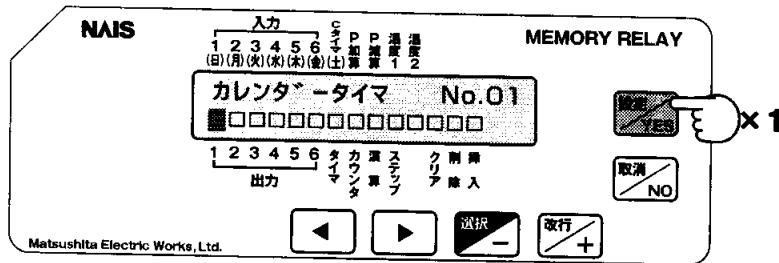 NAIS
MEMORY RELAY
入力
1 2 3 4 5 6 Cタイマ P加算 P減算 温度1 温度2
(日)(月)(火)(水)(木)(金)(土)
カレンダータイマ No.01
1 2 3 4 5 6 タイマ カウンタ 演算 ステップ クリア 削除 挿入
出力
設定 YES
× 1
取消 NO
◀ ▶ 選択 − 改行 +
Matsushita Electric Works, Ltd.